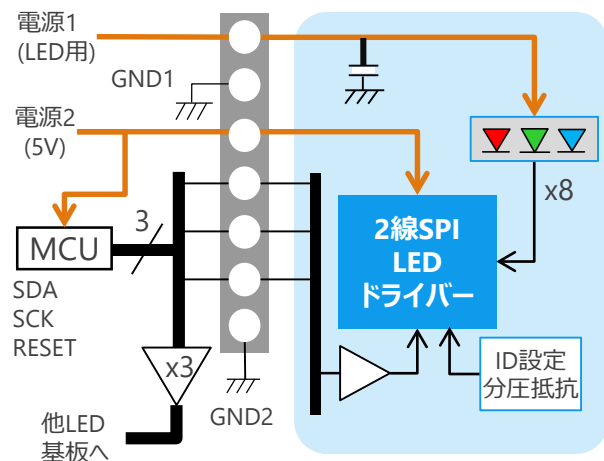 電源1
(LED用)
GND1
電源2
(5V)
3
MCU
SDA
SCK
RESET
x3
他LED
基板へ
GND2
x8
2線SPI
LED
ドライバー
ID設定
分圧抵抗